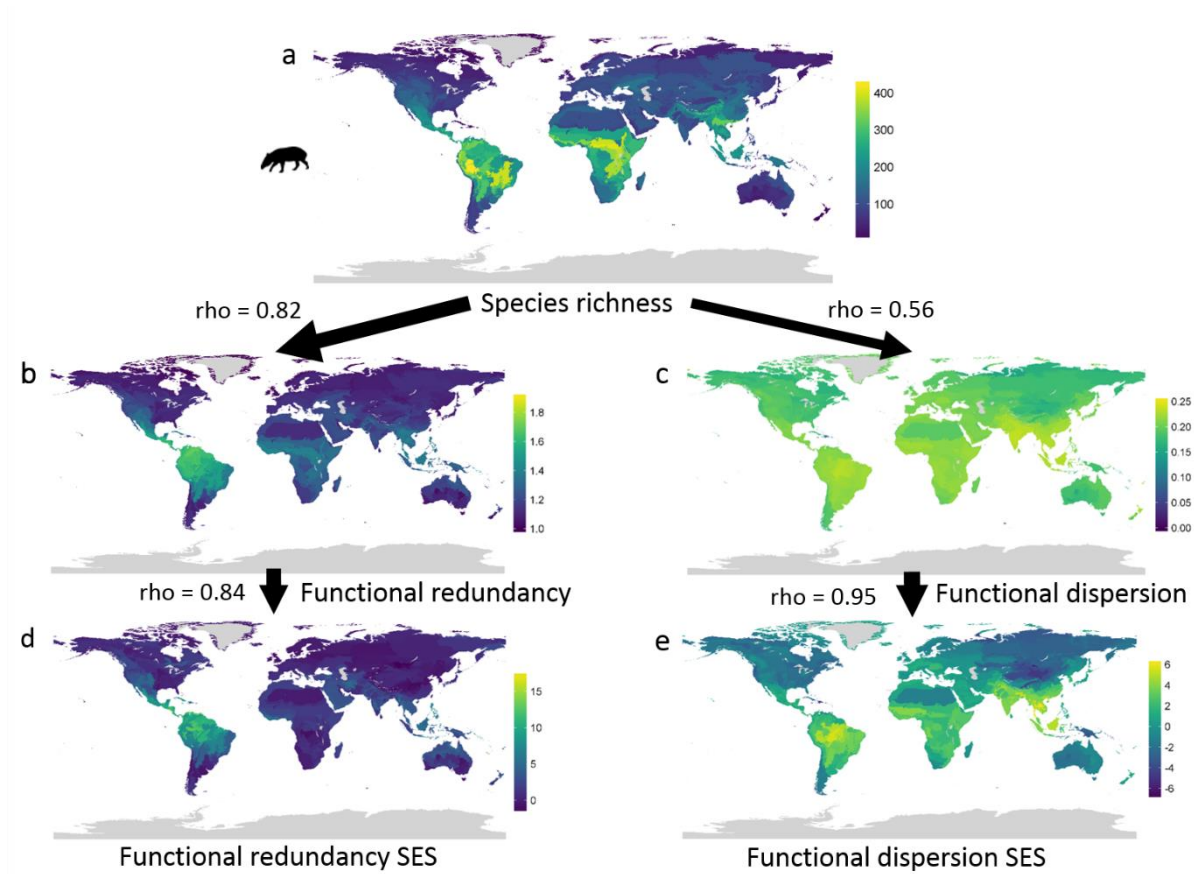 a
400
300
200
100
Species richness
rho = 0.82
rho = 0.56
b
1.8
1.6
1.4
1.2
1.0
c
0.25
0.20
0.15
0.10
0.05
0.00
rho = 0.84
Functional redundancy
rho = 0.95
Functional dispersion
d
15
10
5
0
e
6
4
2
0
-2
-4
-6
Functional redundancy SES
Functional dispersion SES